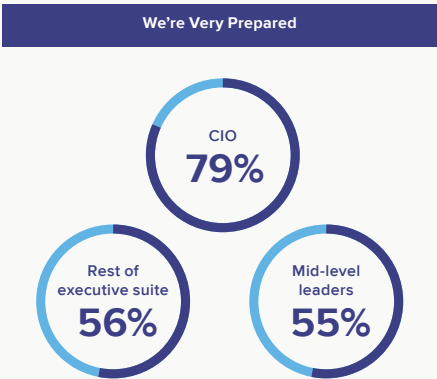 We’re Very Prepared
CIO
79%
Rest of
executive suite
56%
Mid-level
leaders
55%